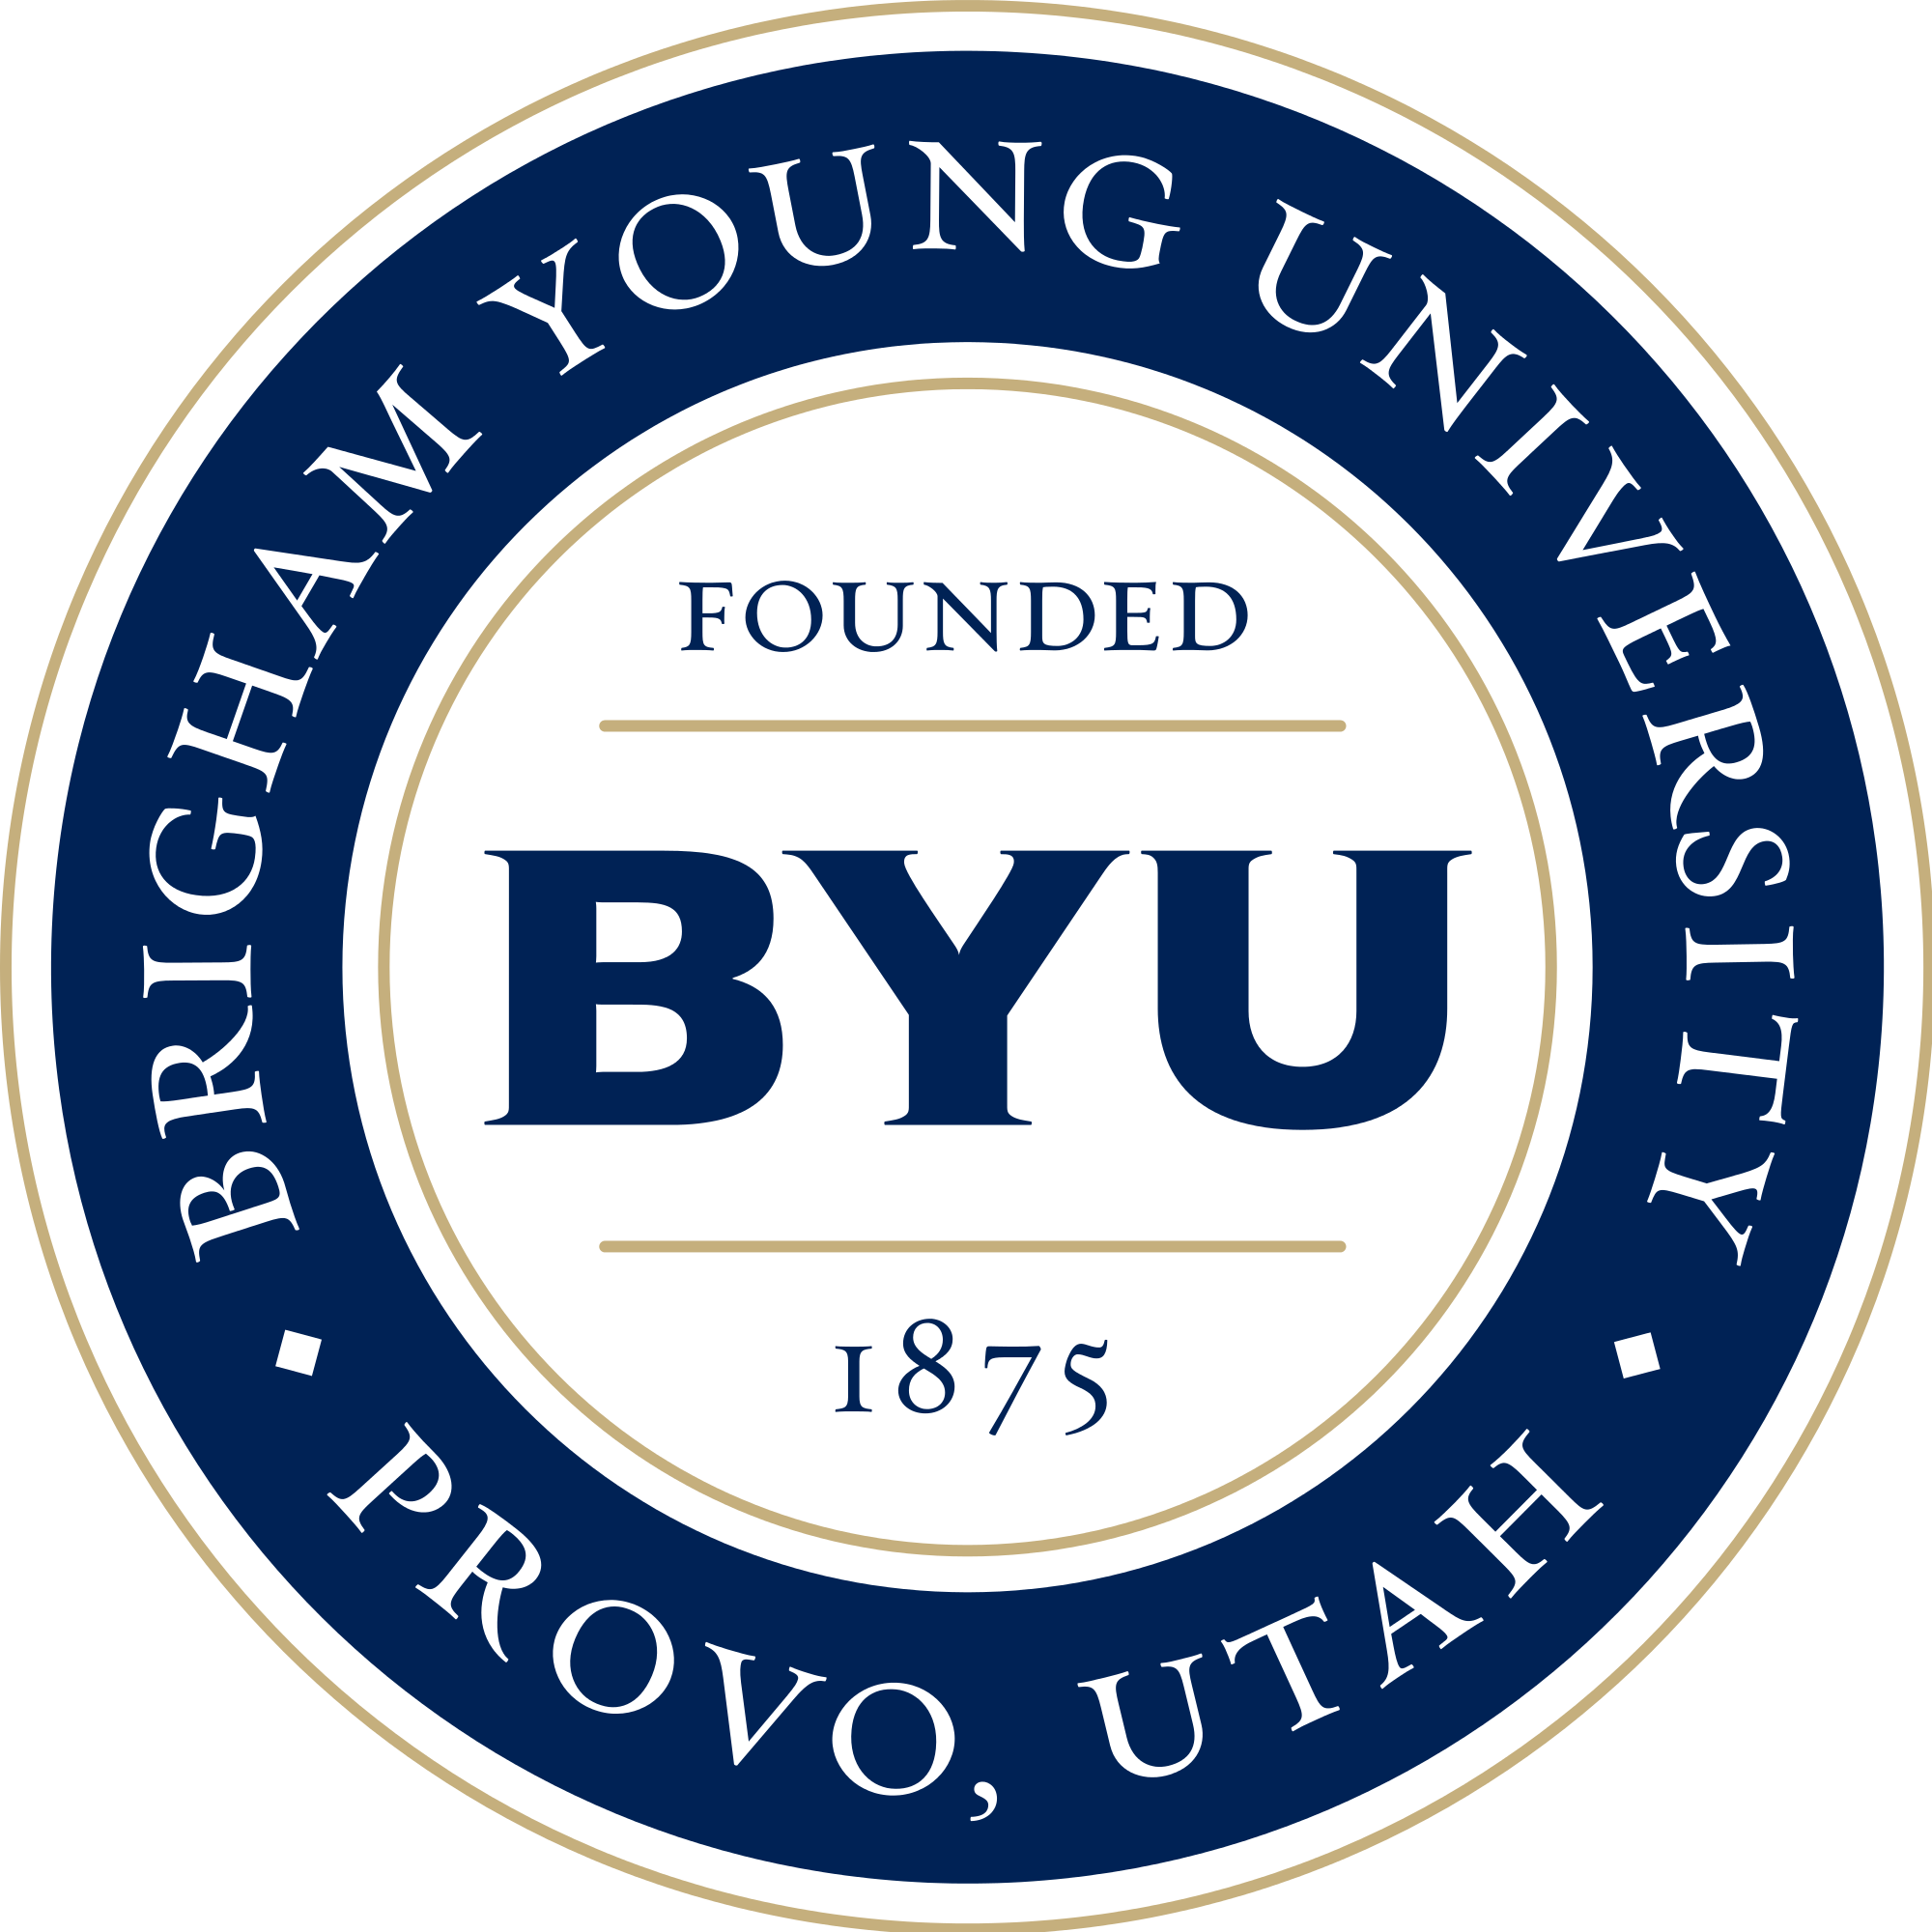 BRIGHAM YOUNG UNIVERSITY
FOUNDED
BYU
1875
PROVO, UTAH